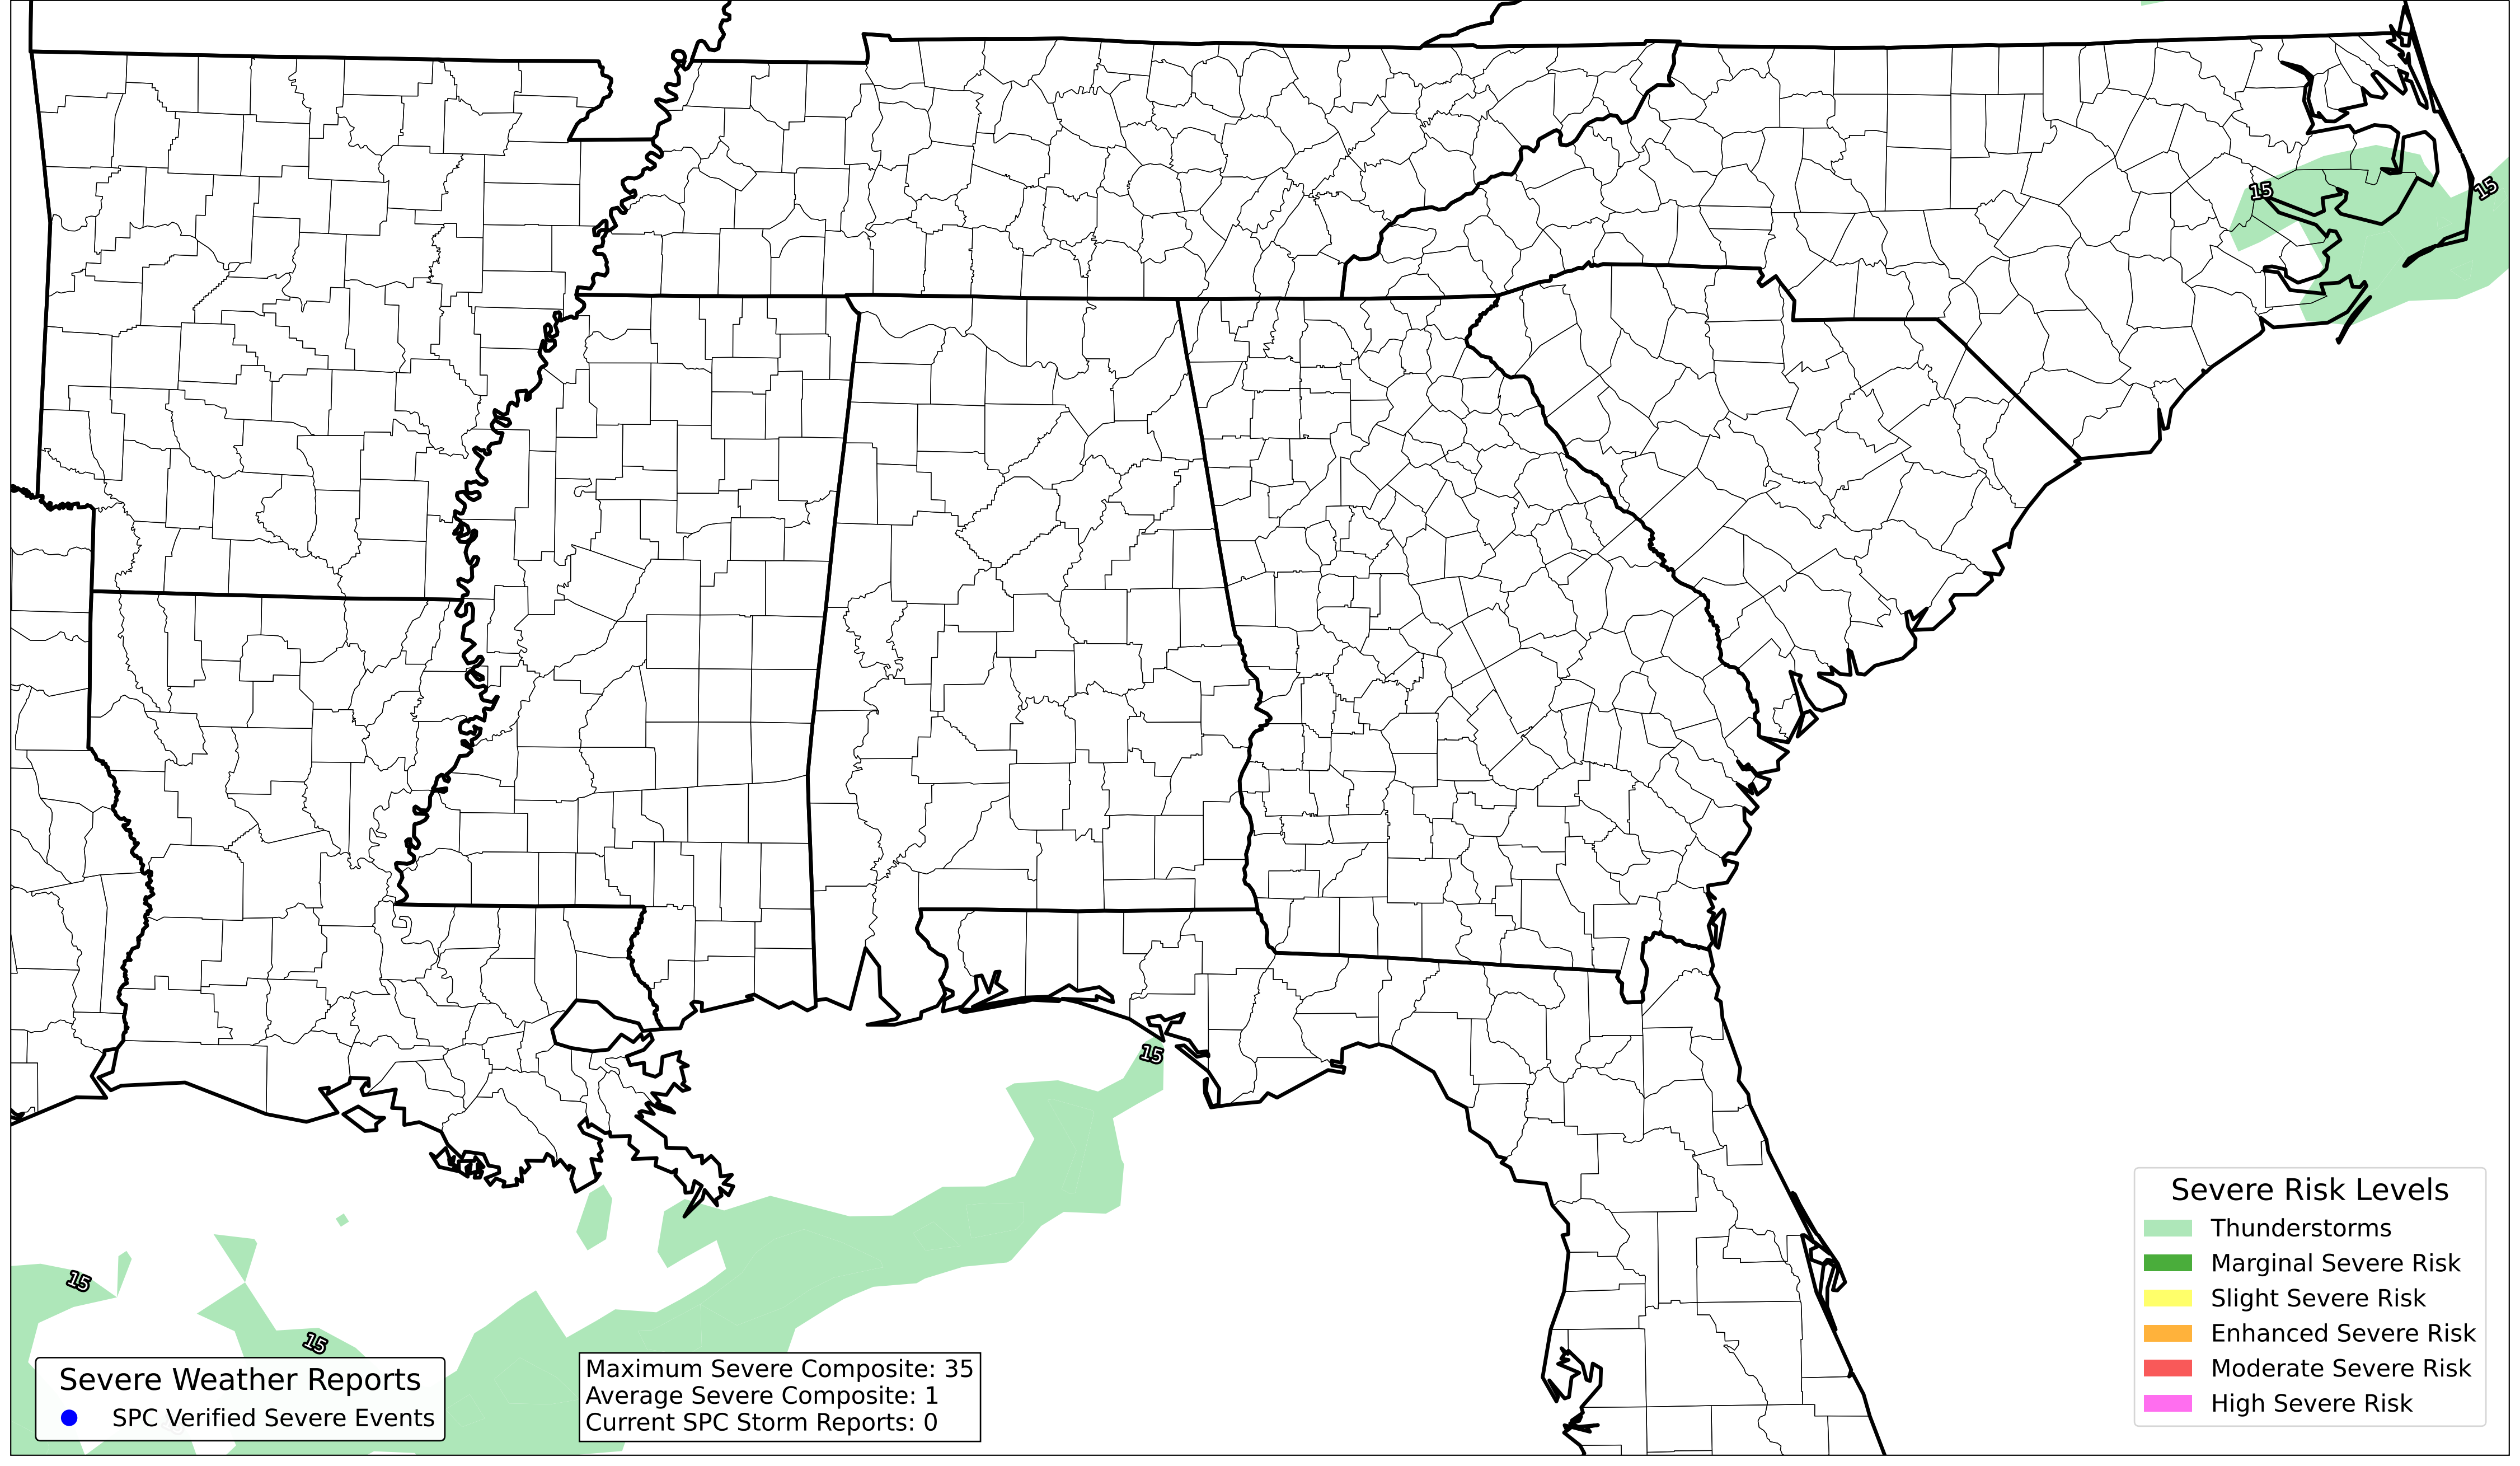 15
15
15
Severe Risk Levels
Thunderstorms
Marginal Severe Risk
Slight Severe Risk
Enhanced Severe Risk
Moderate Severe Risk
High Severe Risk
15
15
Severe Weather Reports
SPC Verified Severe Events
Maximum Severe Composite: 35
Average Severe Composite: 1
Current SPC Storm Reports: 0